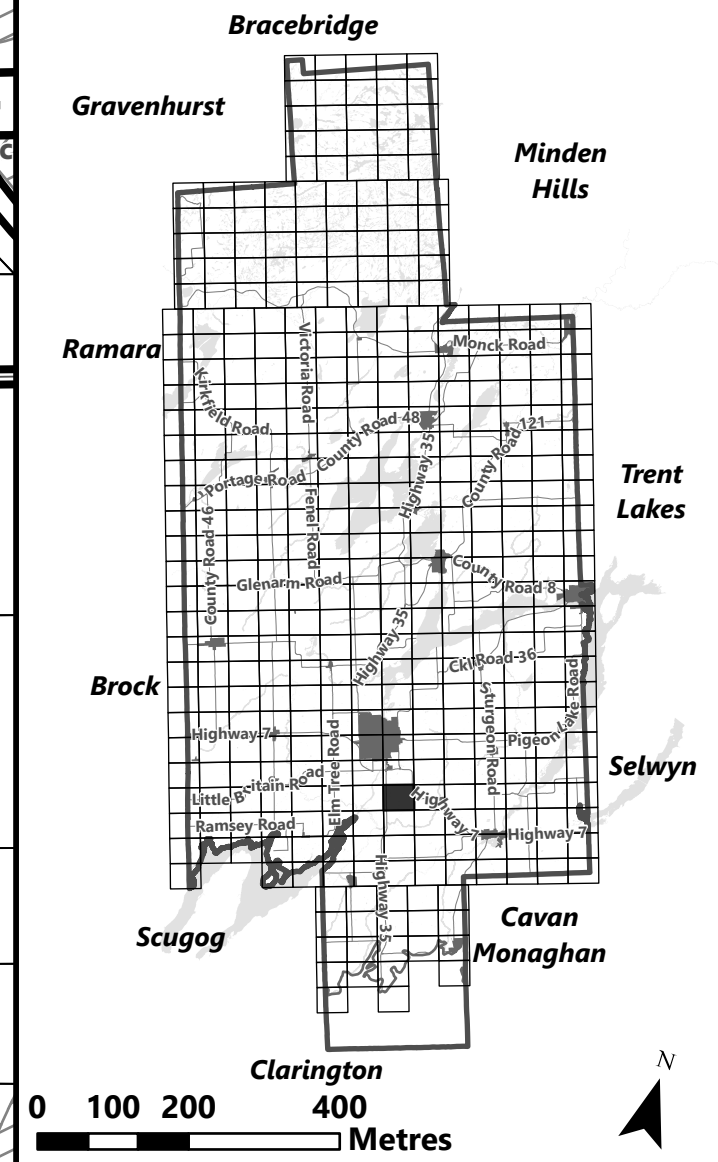 Bracebridge
Gravenhurst
Minden
Hills
Ramara
Monck Road
Victoria Road
Kirkfield Road
County Road 48
121
County Road
Highway 35
Portage Road
Fenel Road
Trent
Lakes
County Road 46
County Road 8
Glenarm Road
Highway 35
Ckl Road 36
Brock
Sturgeon Road
Pigeon Lake Road
Highway 7
Elm Tree Road
Selwyn
Little Britain Road
Highway 7
Ramsey Road
Highway 7
Highway 35
Scugog
Cavan
Monaghan
Clarington
N
0 100 200 400
Metres